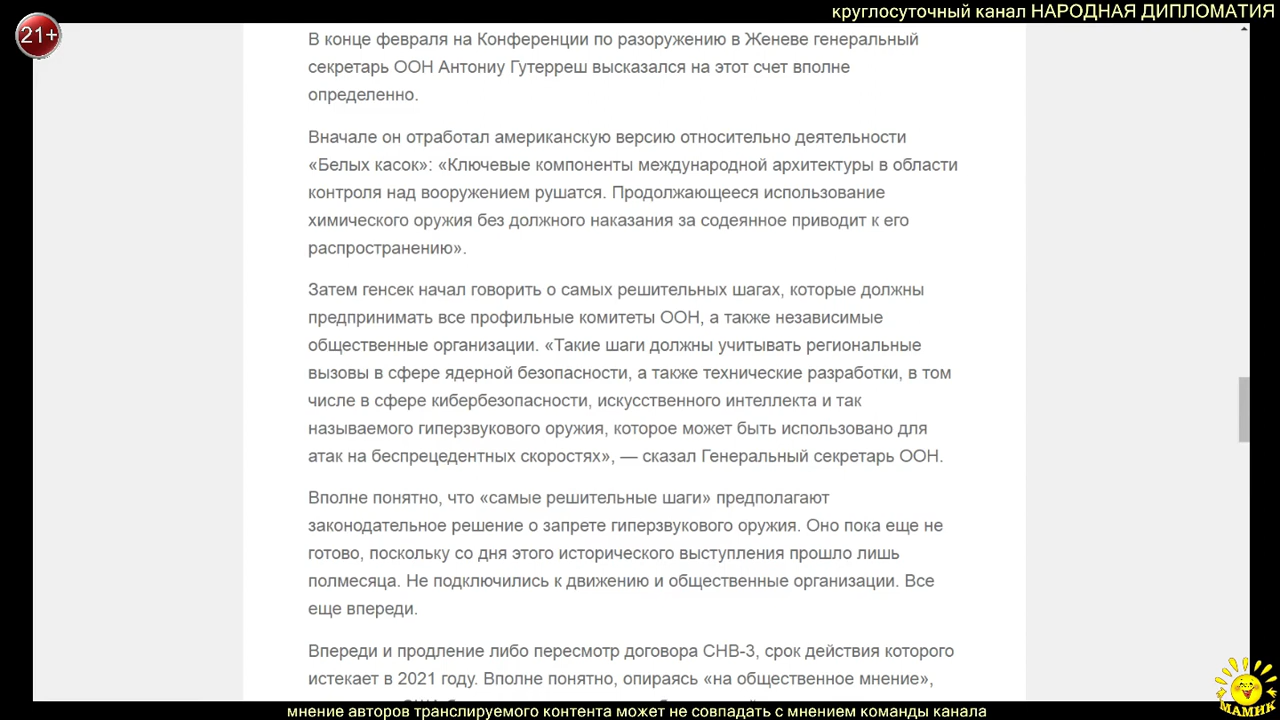 круглосуточный канал НАРОДНАЯ ДИПЛОМАТИЯ
21+
В конце февраля на Конференции по разоружению в Женеве генеральный
секретарь ООН Антониу Гутерреш высказался на этот счет вполне
определенно.
Вначале он отработал американскую версию относительно деятельности
«Белых касок»: «Ключевые компоненты международной архитектуры в области
контроля над вооружением рушатся. Продолжающееся использование
химического оружия без должного наказания за содеянное приводит к его
распространению».
Затем генсек начал говорить о самых решительных шагах, которые должны
предпринимать все профильные комитеты ООН, а также независимые
общественные организации. «Такие шаги должны учитывать региональные
вызовы в сфере ядерной безопасности, а также технические разработки, в том
числе в сфере кибербезопасности, искусственного интеллекта и так
называемого гиперзвукового оружия, которое может быть использовано для
атак на беспрецедентных скоростях», — сказал Генеральный секретарь ООН.
Вполне понятно, что «самые решительные шаги» предполагают
законодательное решение о запрете гиперзвукового оружия. Оно пока еще не
готово, поскольку со дня этого исторического выступления прошло лишь
полмесяца. Не подключились к движению и общественные организации. Все
еще впереди.
Впереди и продление либо пересмотр договора СНВ-3, срок действия которого
истекает в 2021 году. Вполне понятно, опираясь «на общественное мнение»,
МАМИК
мнение авторов транслируемого контента может не совпадать с мнением команды канала